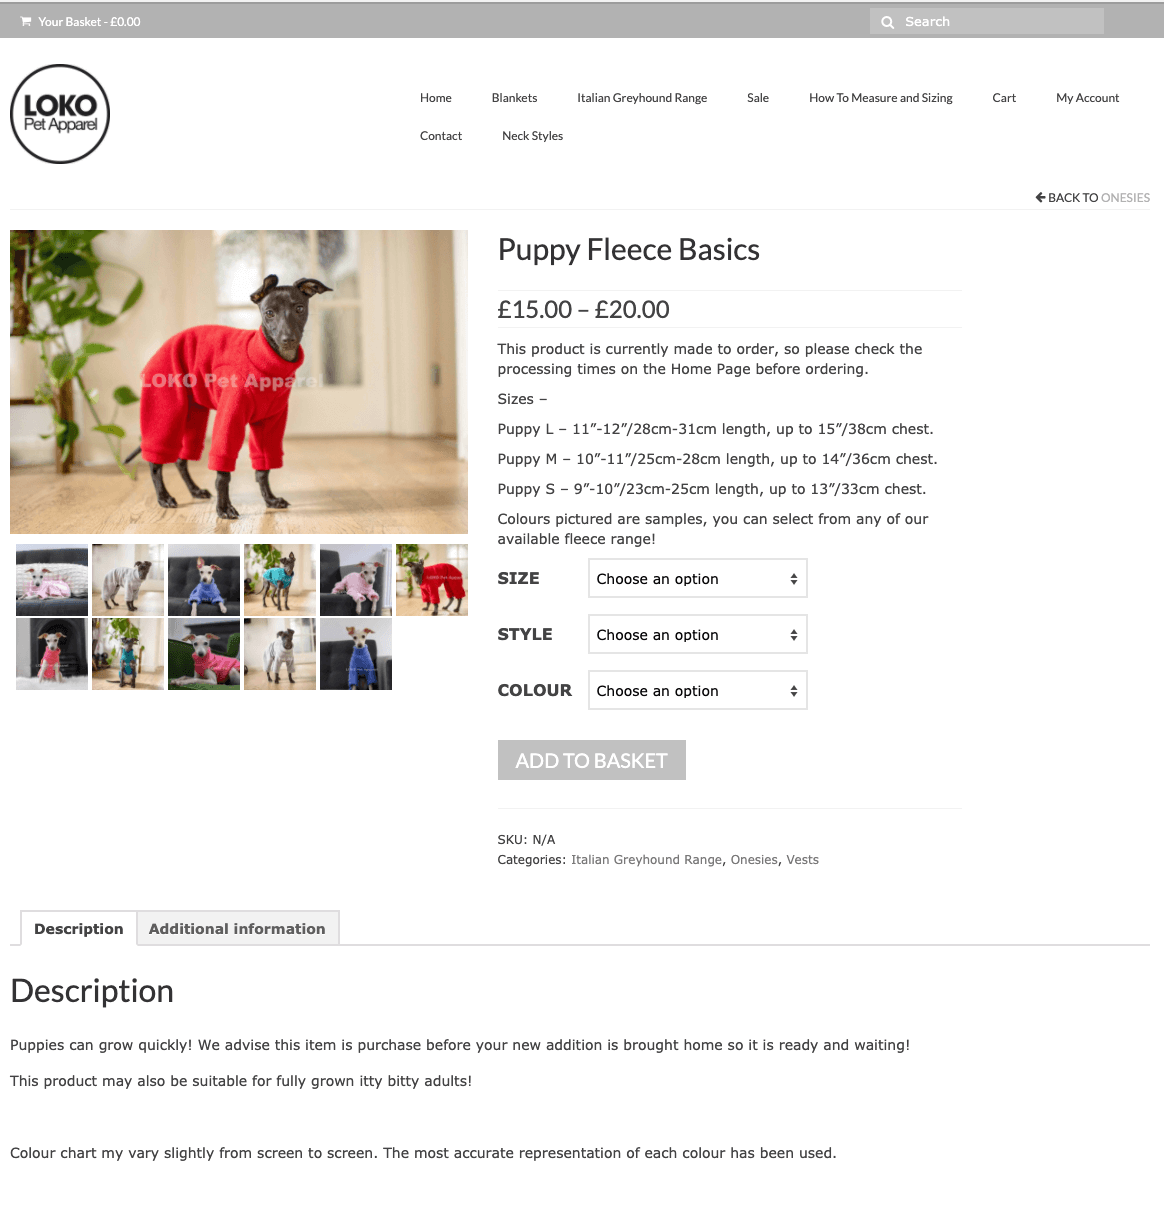 Your Basket - £0.00
Search
LOKO
Pet Apparel
Home
Blankets
Italian Greyhound Range
Sale
How To Measure and Sizing
Cart
My Account
Contact
Neck Styles
BACK TO ONESIES
Puppy Fleece Basics
£15.00 – £20.00
LOKO Pet Apparel
This product is currently made to order, so please check the
processing times on the Home Page before ordering.
Sizes –
Puppy L – 11”-12”/28cm-31cm length, up to 15”/38cm chest.
Puppy M – 10”-11”/25cm-28cm length, up to 14”/36cm chest.
Puppy S – 9”-10”/23cm-25cm length, up to 13”/33cm chest.
Colours pictured are samples, you can select from any of our
available fleece range!
SIZE
Choose an option
STYLE
Choose an option
COLOUR
Choose an option
ADD TO BASKET
SKU: N/A
Categories: Italian Greyhound Range, Onesies, Vests
Description
Additional information
Description
Puppies can grow quickly! We advise this item is purchase before your new addition is brought home so it is ready and waiting!
This product may also be suitable for fully grown itty bitty adults!
Colour chart my vary slightly from screen to screen. The most accurate representation of each colour has been used.